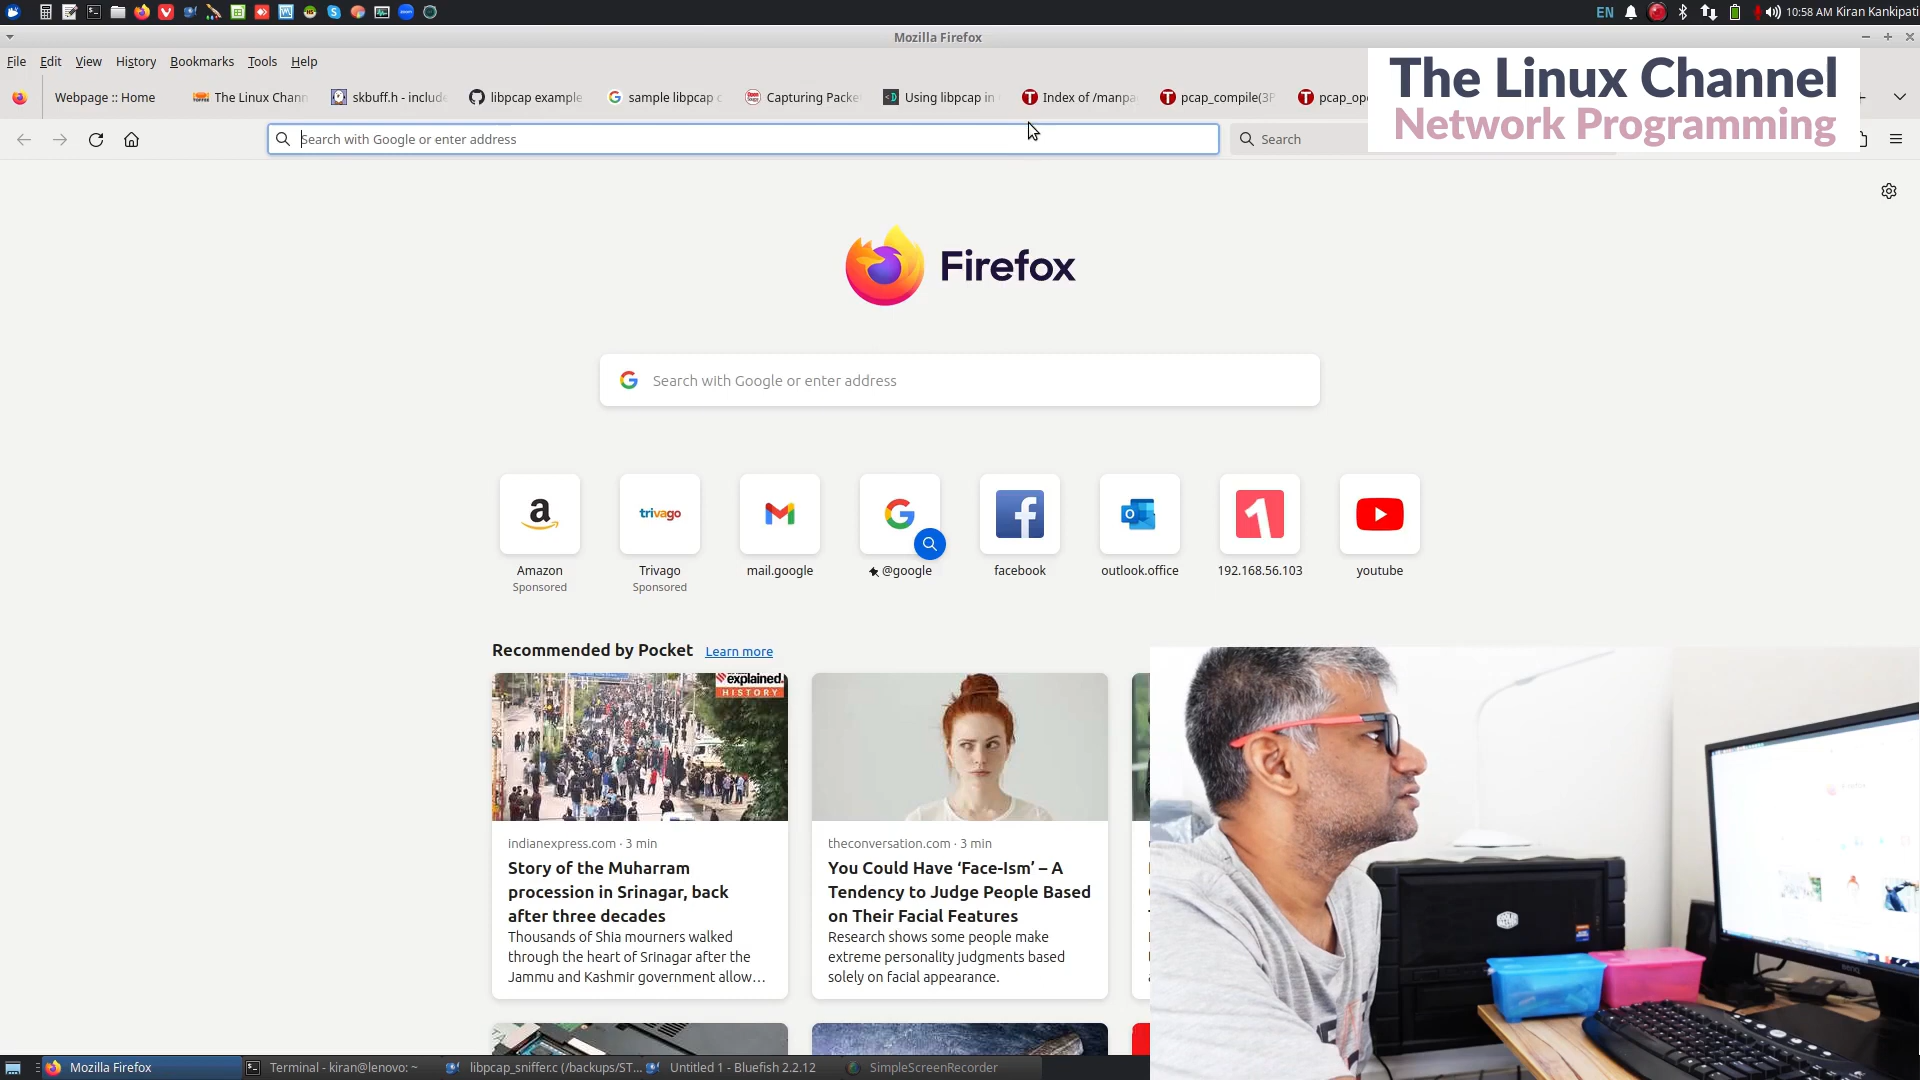 EN
10:58 AM Kiran Kankipati
Mozilla Firefox
File Edit View History Bookmarks Tools Help
The Linux Channel
Network Programming
Webpage :: Home
The Linux Chann
skbuff.h - include
libpcap example
sample libpcap c
Capturing Packe
Using libpcap in
Index of /manpa
pcap_compile(3P
pcap_ope
Search with Google or enter address
Search
Firefox
Search with Google or enter address
a
trivago
Amazon
Sponsored
Trivago
Sponsored
mail.google
@google
facebook
outlook.office
192.168.56.103
youtube
Recommended by Pocket Learn more
explained.
HISTORY
indianexpress.com · 3 min
Story of the Muharram
procession in Srinagar, back
after three decades
Thousands of Shia mourners walked
through the heart of Srinagar after the
Jammu and Kashmir government allow…
theconversation.com · 3 min
You Could Have ‘Face-Ism’ – A
Tendency to Judge People Based
on Their Facial Features
Research shows some people make
extreme personality judgments based
solely on facial appearance.
Mozilla Firefox
Terminal - kiran@lenovo: ~
libpcap_sniffer.c (/backups/ST...
Untitled 1 - Bluefish 2.2.12
SimpleScreenRecorder